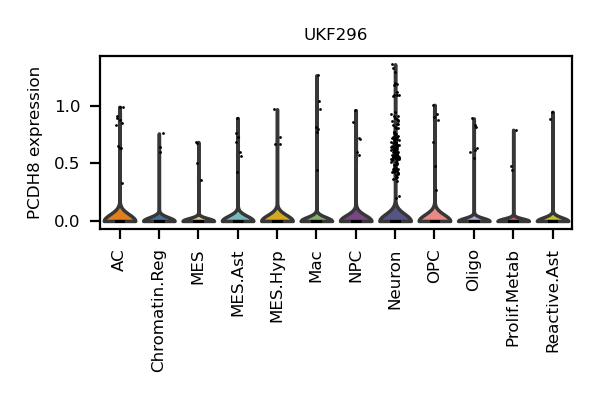 UKF296
PCDH8 expression
1.0
0.5
0.0
AC
Chromatin.Reg
MES
MES.Ast
MES.Hyp
Mac
NPC
Neuron
OPC
Oligo
Prolif.Metab
Reactive.Ast